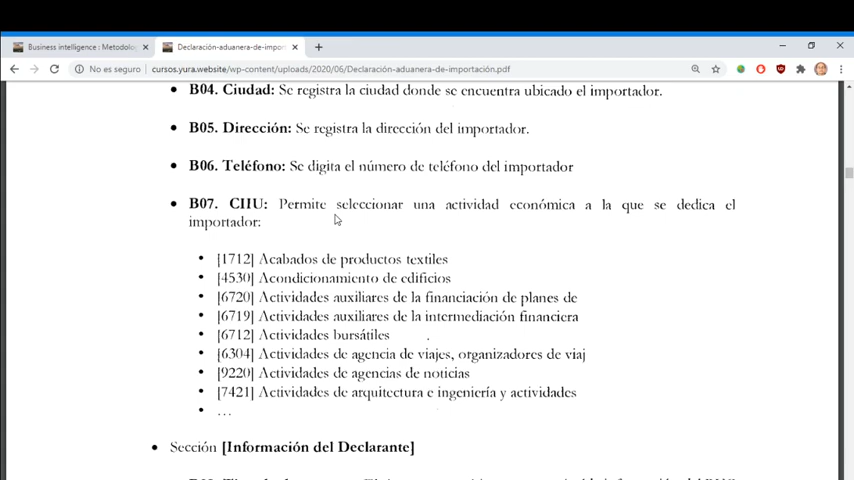 Business intelligence : Metodolo
Declaración-aduanera-de-import
No es seguro
cursos.yura.website/wp-content/uploads/2020/06/Declaración-aduanera-de-importación.pdf
• B04. Ciudad: Se registra la ciudad donde se encuentra ubicado el importador.
• B05. Dirección: Se registra la dirección del importador.
• B06. Teléfono: Se digita el número de teléfono del importador
• B07. CIIU: Permite seleccionar una actividad económica a la que se dedica el
importador:
• [1712] Acabados de productos textiles
• [4530] Acondicionamiento de edificios
• [6720] Actividades auxiliares de la financiación de planes de
• [6719] Actividades auxiliares de la intermediación financiera
• [6712] Actividades bursátiles
• [6304] Actividades de agencia de viajes, organizadores de viaj
• [9220] Actividades de agencias de noticias
• [7421] Actividades de arquitectura e ingeniería y actividades
• …
• Sección [Información del Declarante]